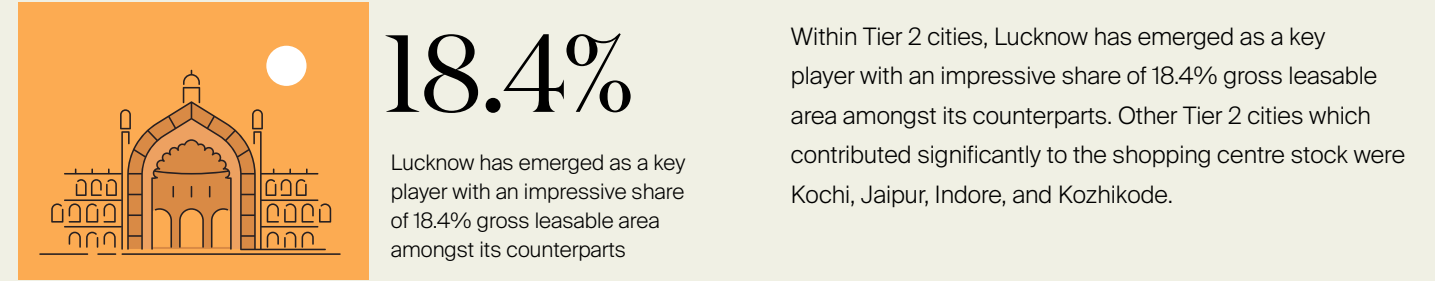 18.4%
Lucknow has emerged as a key
player with an impressive share
of 18.4% gross leasable area
amongst its counterparts
Within Tier 2 cities, Lucknow has emerged as a key
player with an impressive share of 18.4% gross leasable
area amongst its counterparts. Other Tier 2 cities which
contributed significantly to the shopping centre stock were
Kochi, Jaipur, Indore, and Kozhikode.